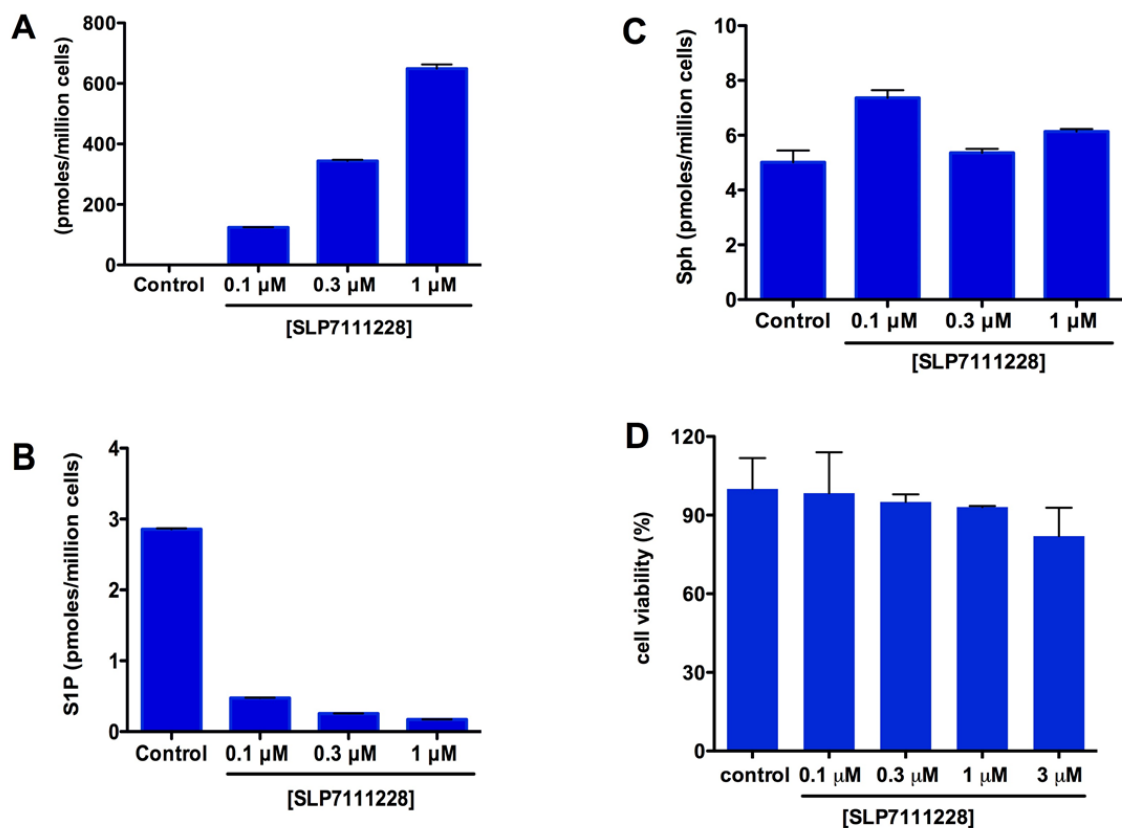 A
(pmoles/million cells)
800
600
400
200
0
Control 0.1 µM 0.3 µM 1 µM
[SLP7111228]
B
S1P (pmoles/million cells)
4
3
2
1
0
Control 0.1 µM 0.3 µM 1 µM
[SLP7111228]
C
Sph (pmoles/million cells)
10
8
6
4
2
0
Control 0.1 µM 0.3 µM 1 µM
[SLP7111228]
D
cell viability (%)
120
90
60
30
0
control 0.1 µM 0.3 µM 1 µM 3 µM
[SLP7111228]